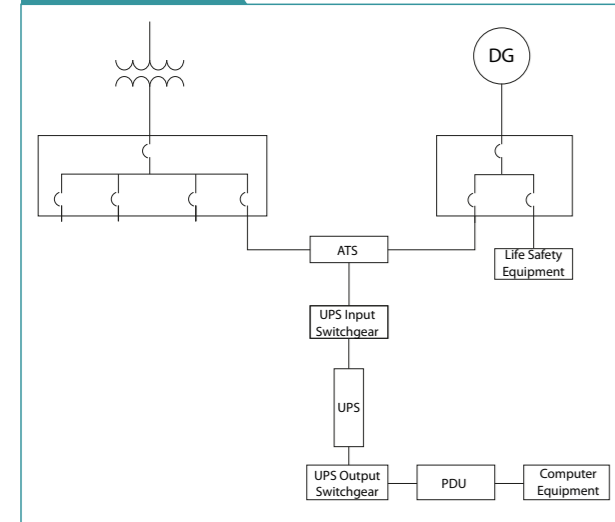 DG
ATS
Life Safety
Equipment
UPS Input
Switchgear
UPS
UPS Output
Switchgear
PDU
Computer
Equipment